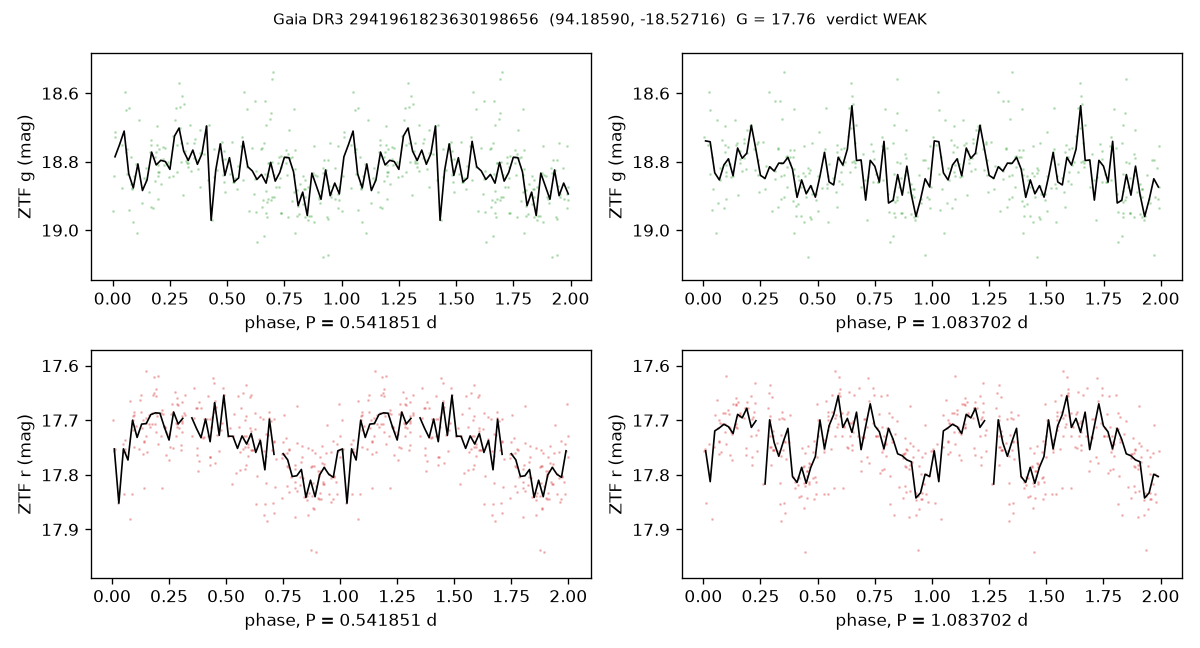 Gaia DR3 2941961823630198656 (94.18590, -18.52716) G = 17.76 verdict WEAK
ZTF g (mag)
18.6
18.8
19.0
0.00 0.25 0.50 0.75 1.00 1.25 1.50 1.75 2.00
phase, P = 0.541851 d
ZTF g (mag)
18.6
18.8
19.0
0.00 0.25 0.50 0.75 1.00 1.25 1.50 1.75 2.00
phase, P = 1.083702 d
ZTF r (mag)
17.6
17.7
17.8
17.9
0.00 0.25 0.50 0.75 1.00 1.25 1.50 1.75 2.00
phase, P = 0.541851 d
ZTF r (mag)
17.6
17.7
17.8
17.9
0.00 0.25 0.50 0.75 1.00 1.25 1.50 1.75 2.00
phase, P = 1.083702 d